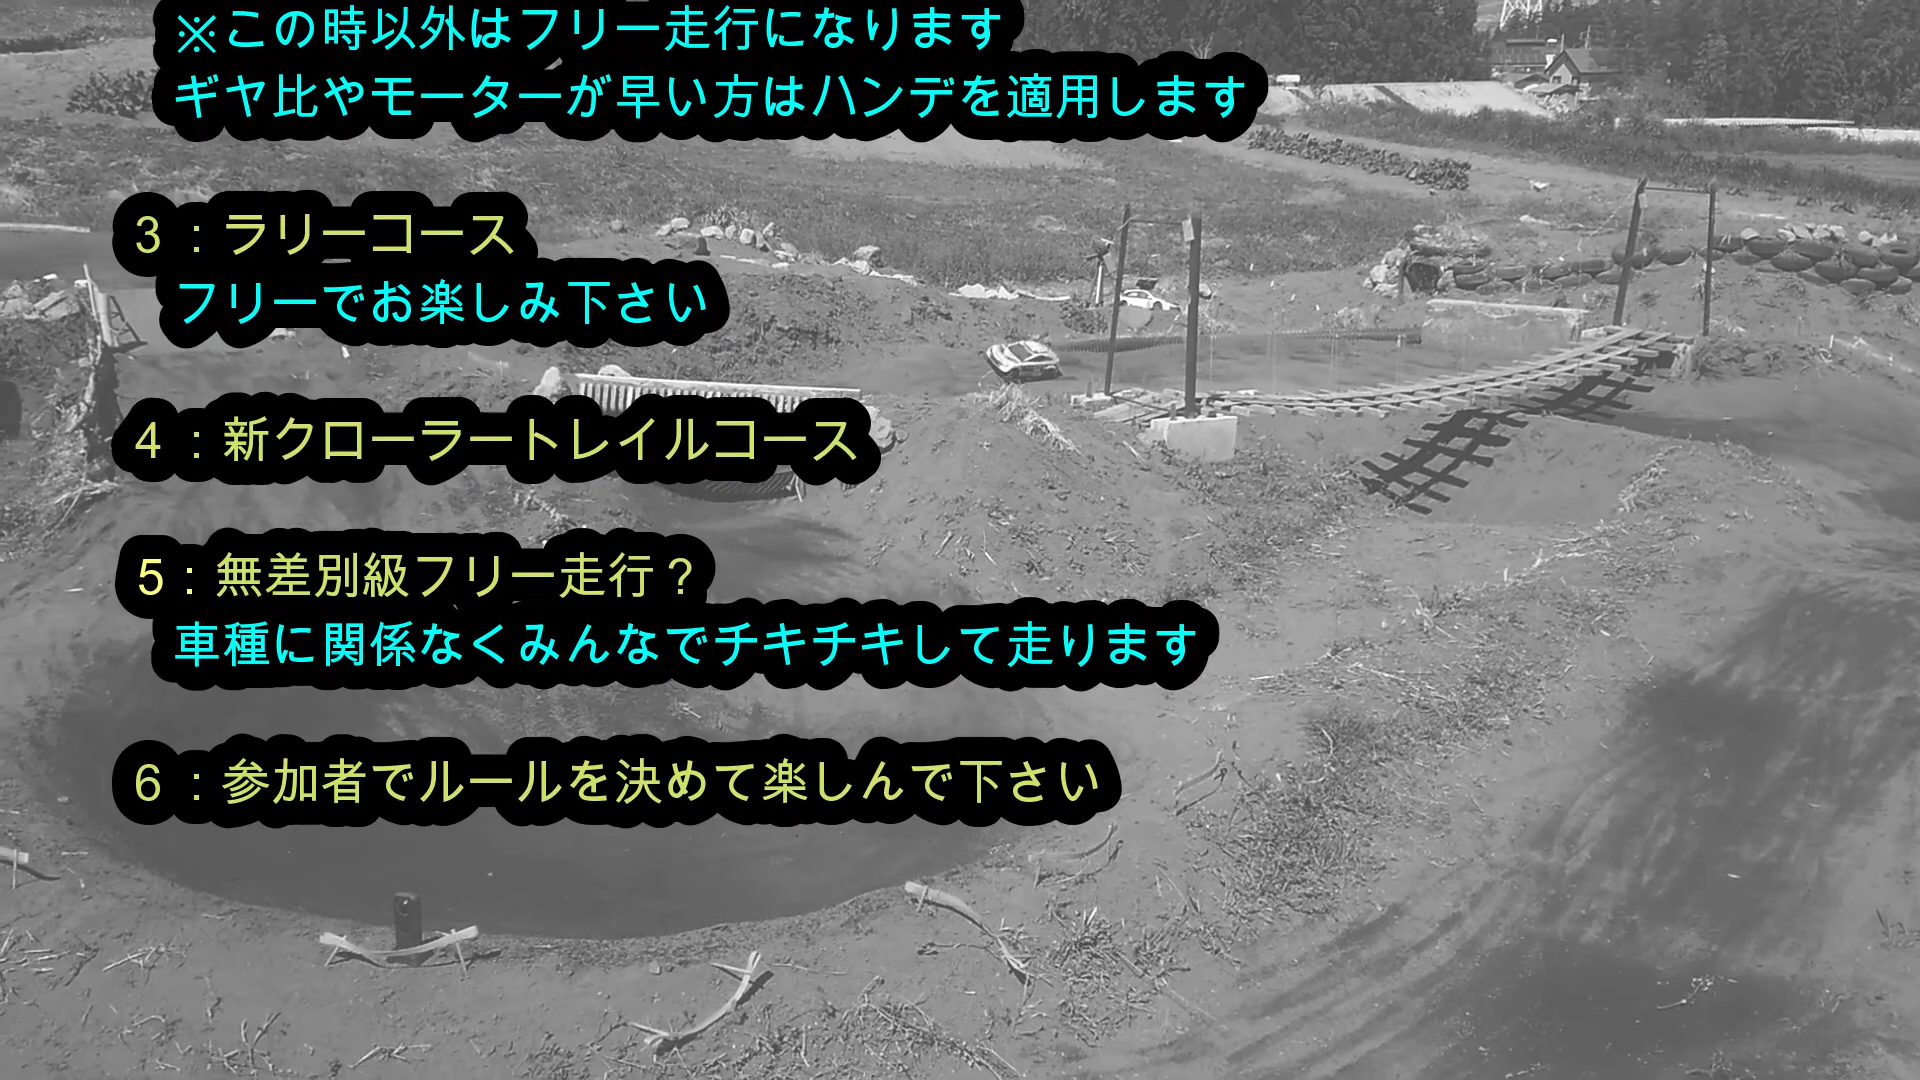 ※この時以外はフリー走行になります
ギヤ比やモーターが早い方はハンデを適用します
3：ラリーコース
フリーでお楽しみ下さい
4：新クローラートレイルコース
5：無差別級フリー走行？
車種に関係なくみんなでチキチキして走ります
6：参加者でルールを決めて楽しんで下さい